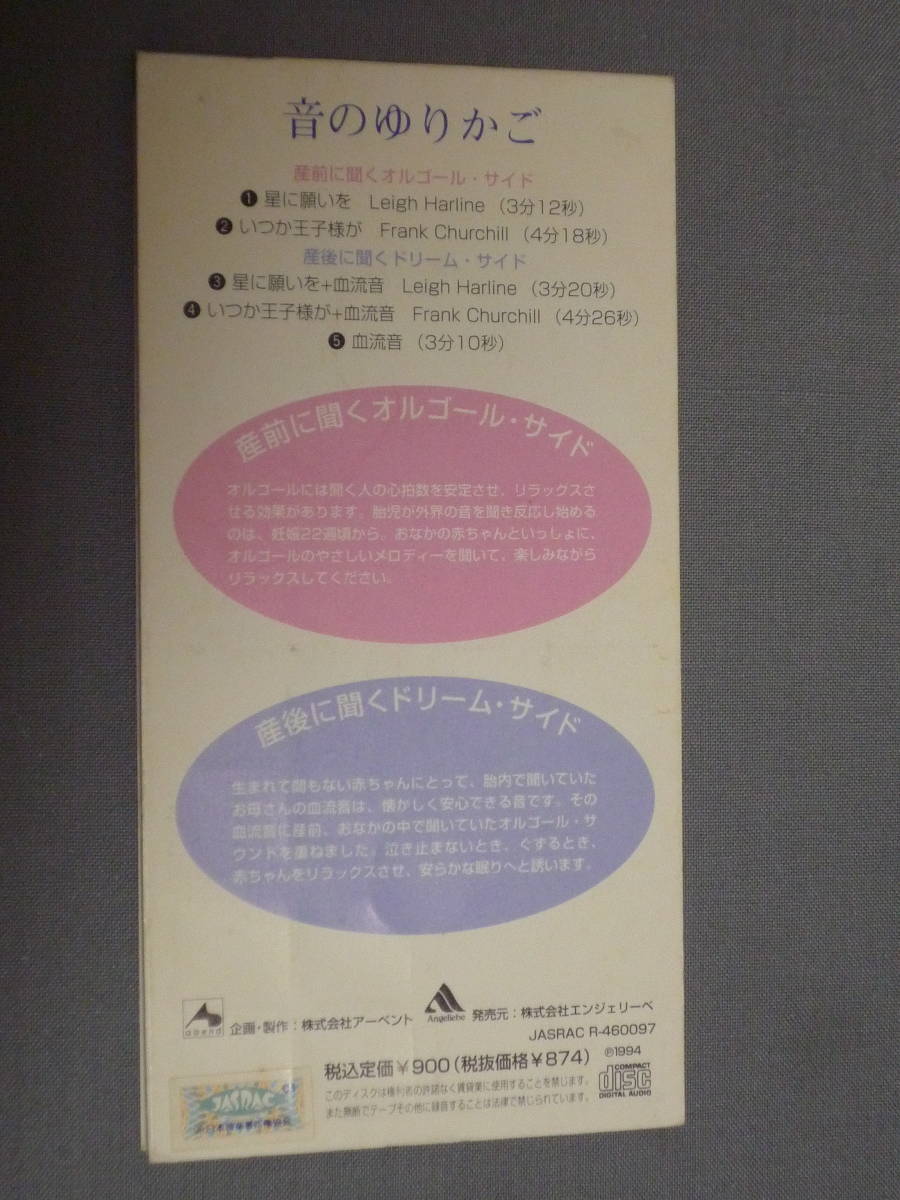 音のゆりかご
産前に聞くオルゴール・サイド
❶ 星に願いを Leigh Harline (3分12秒)
❷ いつか王子様が Frank Churchill (4分18秒)
産後に聞くドリーム・サイド
❸ 星に願いを+血流音 Leigh Harline (3分20秒)
❹ いつか王子様が+血流音 Frank Churchill (4分26秒)
❺ 血流音 (3分10秒)
産前に聞くオルゴール・サイド
オルゴールには聞く人の心拍数を安定させ、リラックスさ
せる効果があります。胎児が外界の音を聞き反応し始める
のは、妊娠22週頃から。おなかの赤ちゃんといっしょに、
オルゴールのやさしいメロディーを聞いて、楽しみながら
リラックスしてください。
産後に聞くドリーム・サイド
生まれて間もない赤ちゃんにとって、胎内で聞いていた
お母さんの血流音は、懐かしく安心できる音です。その
血流音に産前、おなかの中で聞いていたオルゴール・サ
ウンドを重ねました。泣き止まないとき、ぐするとき、
赤ちゃんをリラックスさせ、安らかな眠りへと誘います。
abend 企画・製作：株式会社アーベント Angeliebe 発売元：株式会社エンジェリーベ
JASRAC R-460097
税込定価￥900(税抜価格￥874) ℗1994
このディスクは権利者の許諾なく賃貸業に使用することを禁じます。
また無断でテープその他に録音することは法律で禁じられています。
COMPACT disc DIGITAL AUDIO
JASRAC